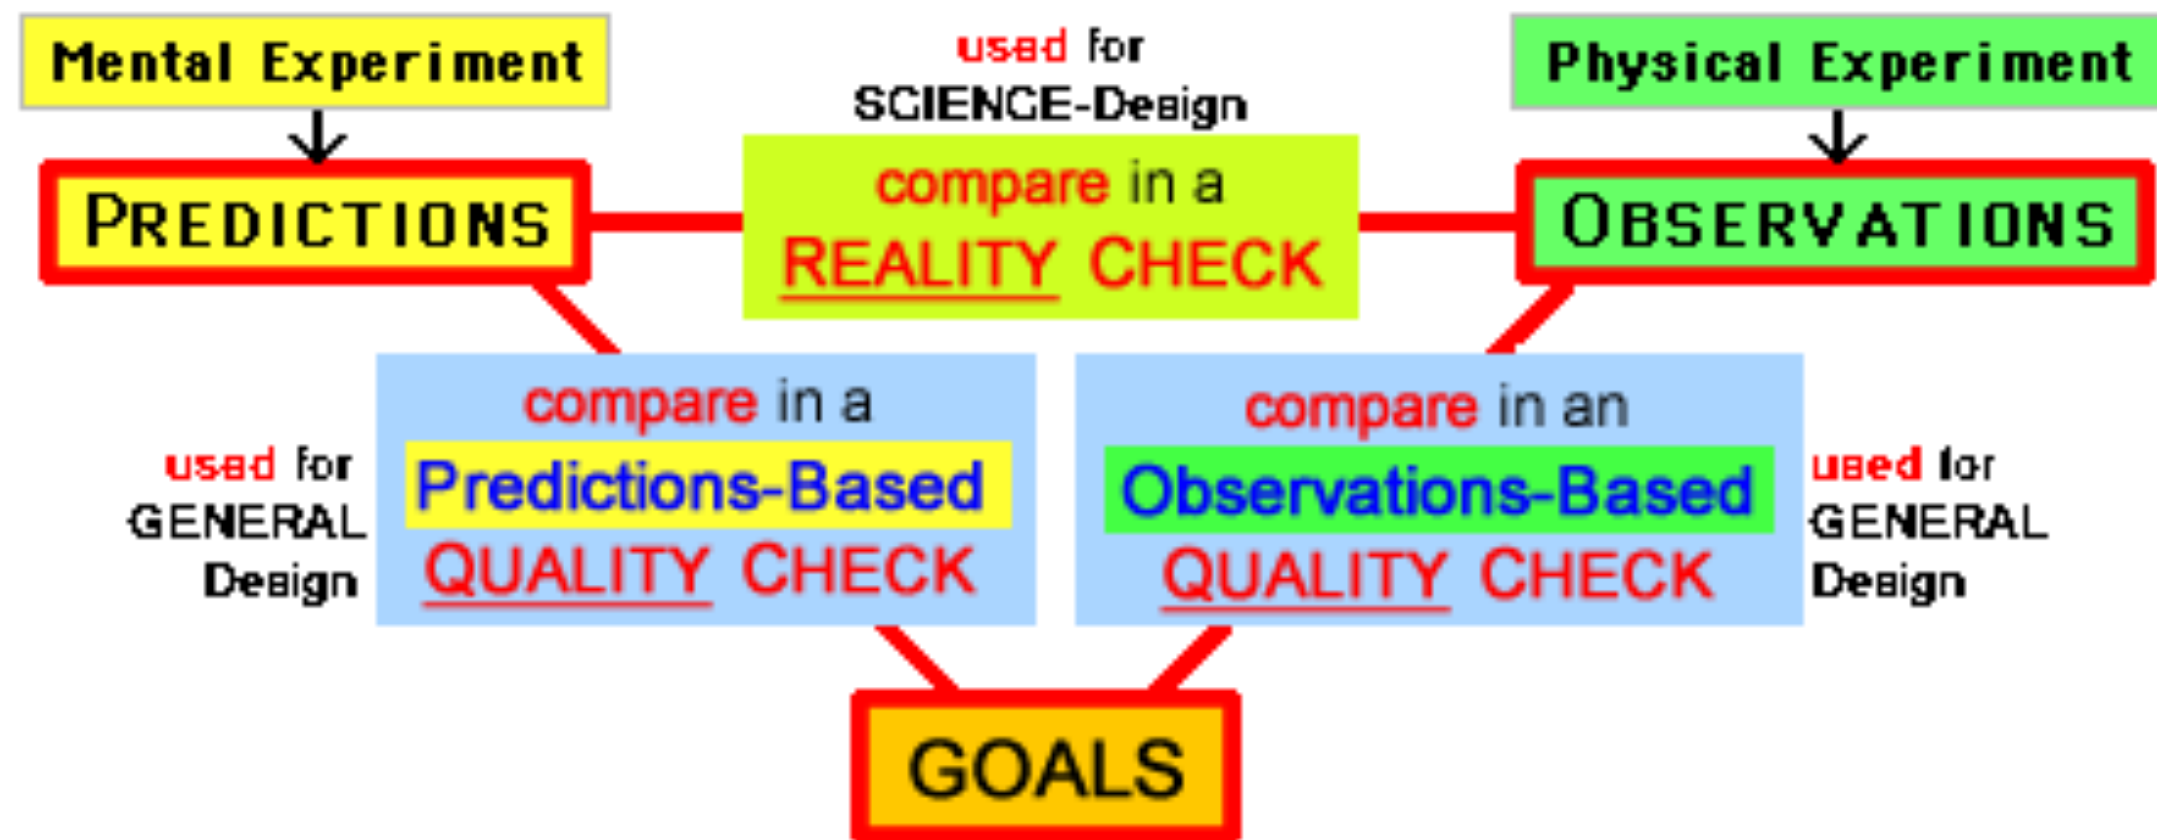 Mental Experiment
PREDICTIONS
used for
SCIENCE-Design
compare in a
REALITY CHECK
Physical Experiment
OBSERVATIONS
used for
GENERAL
Design
compare in a
Predictions-Based
QUALITY CHECK
compare in an
Observations-Based
QUALITY CHECK
used for
GENERAL
Design
GOALS